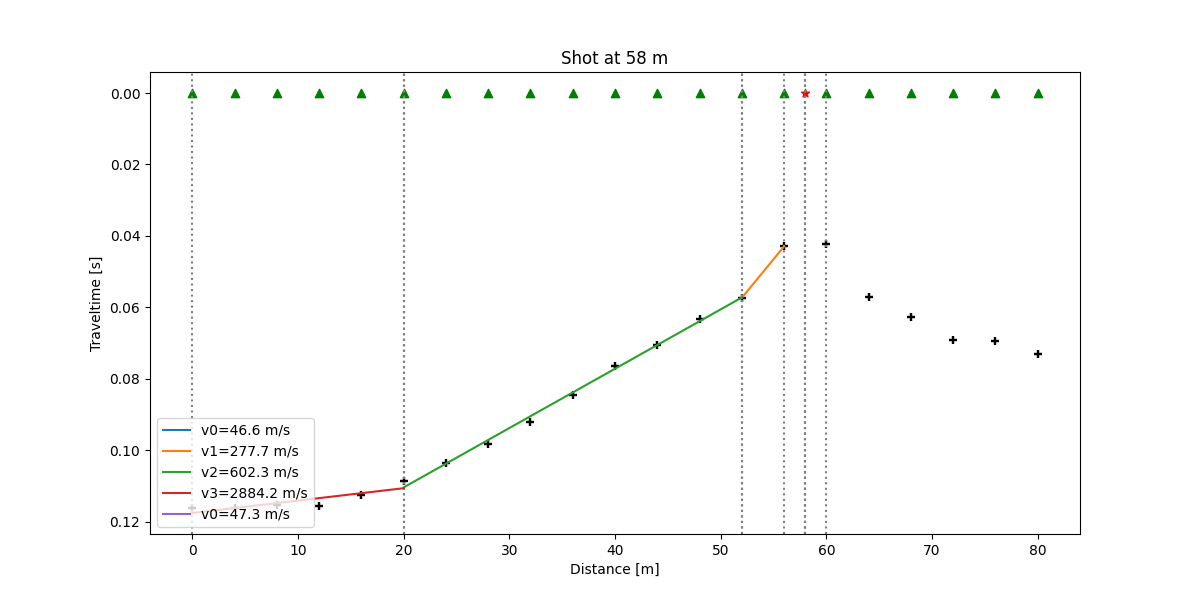 Shot at 58 m
Traveltime [s]
0.00
0.02
0.04
0.06
0.08
0.10
0.12
v0=46.6 m/s
v1=277.7 m/s
v2=602.3 m/s
v3=2884.2 m/s
v0=47.3 m/s
0 10 20 30 40 50 60 70 80
Distance [m]